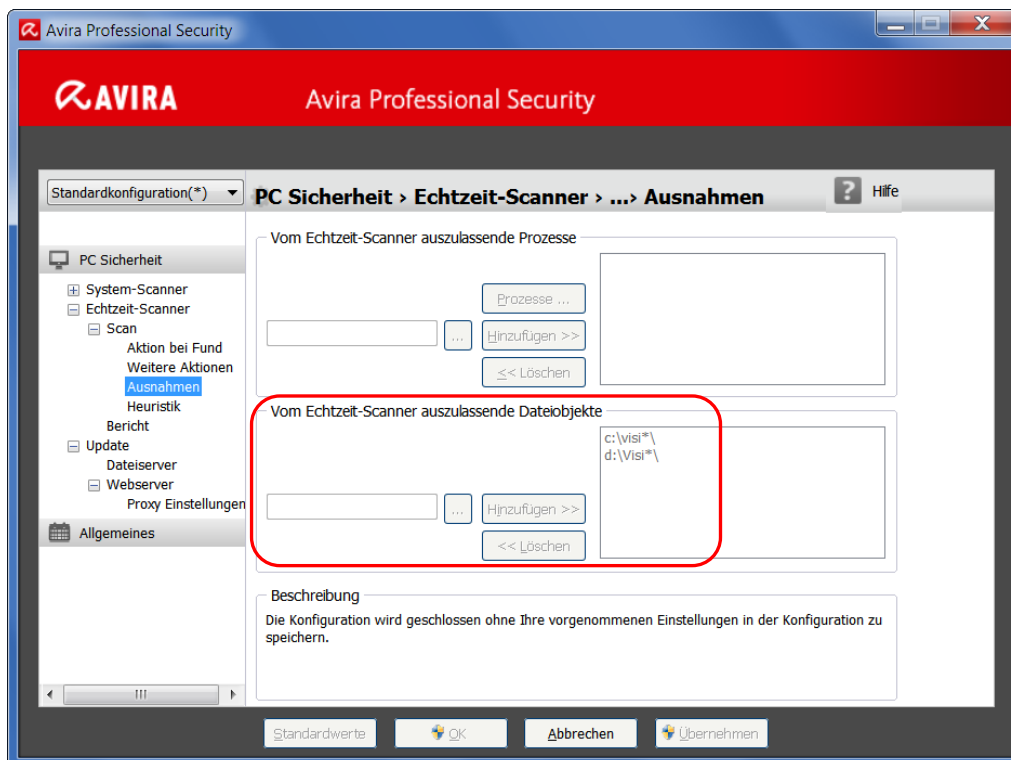 Avira Professional Security
AVIRA
Avira Professional Security
Standardkonfiguration(*)
PC Sicherheit › Echtzeit-Scanner › ...› Ausnahmen
? Hilfe
PC Sicherheit
System-Scanner
Echtzeit-Scanner
Scan
Aktion bei Fund
Weitere Aktionen
Ausnahmen
Heuristik
Bericht
Update
Dateiserver
Webserver
Proxy Einstellungen
Allgemeines
Vom Echtzeit-Scanner auszulassende Prozesse
Prozesse ...
... Hinzufügen >>
<< Löschen
Vom Echtzeit-Scanner auszulassende Dateiobjekte
c:\visi*\
d:\Visi*\
... Hinzufügen >>
<< Löschen
Beschreibung
Die Konfiguration wird geschlossen ohne Ihre vorgenommenen Einstellungen in der Konfiguration zu
speichern.
Standardwerte OK Abbrechen Übernehmen